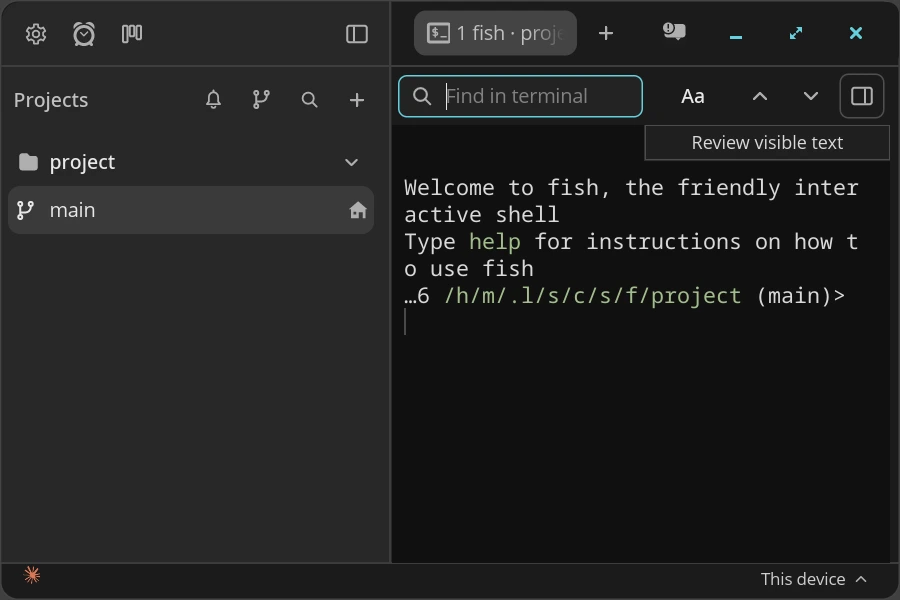 1 fish · proje
Projects
project
main
Find in terminal
Aa
Review visible text
Welcome to fish, the friendly inter
active shell
Type help for instructions on how t
o use fish
…6 /h/m/.l/s/c/s/f/project (main)>
This device